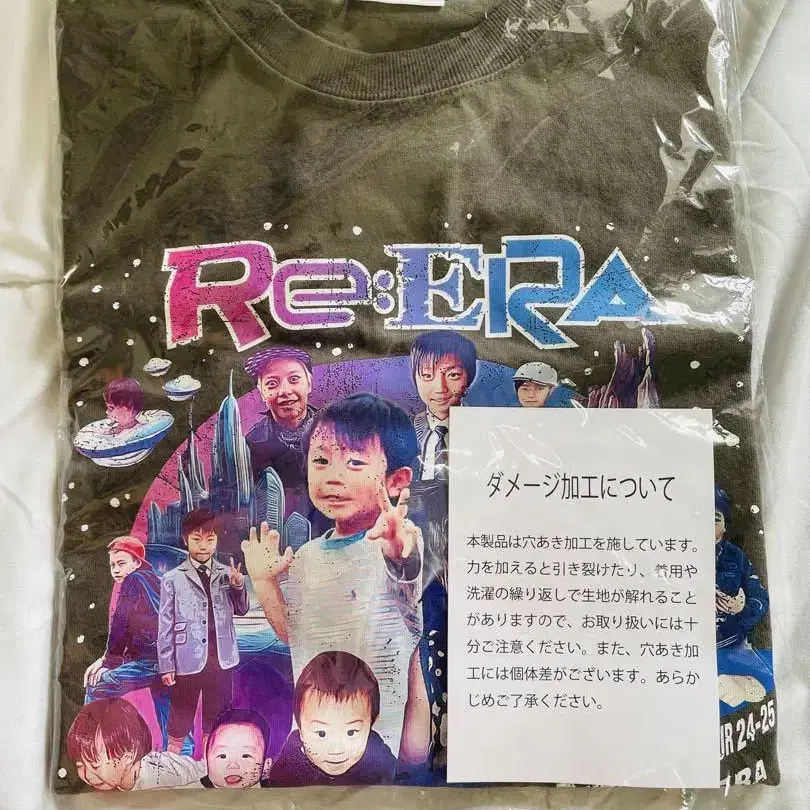 Re:ERA
ダメージ加工について
本製品は穴あき加工を施しています。
力を加えると引き裂けたり、着用や
洗濯の繰り返しで生地が解れること
がありますので、お取り扱いには十
分ご注意ください。また、穴あき加
工には個体差がございます。あらか
じめご了承ください。
UR 24-25
ERA